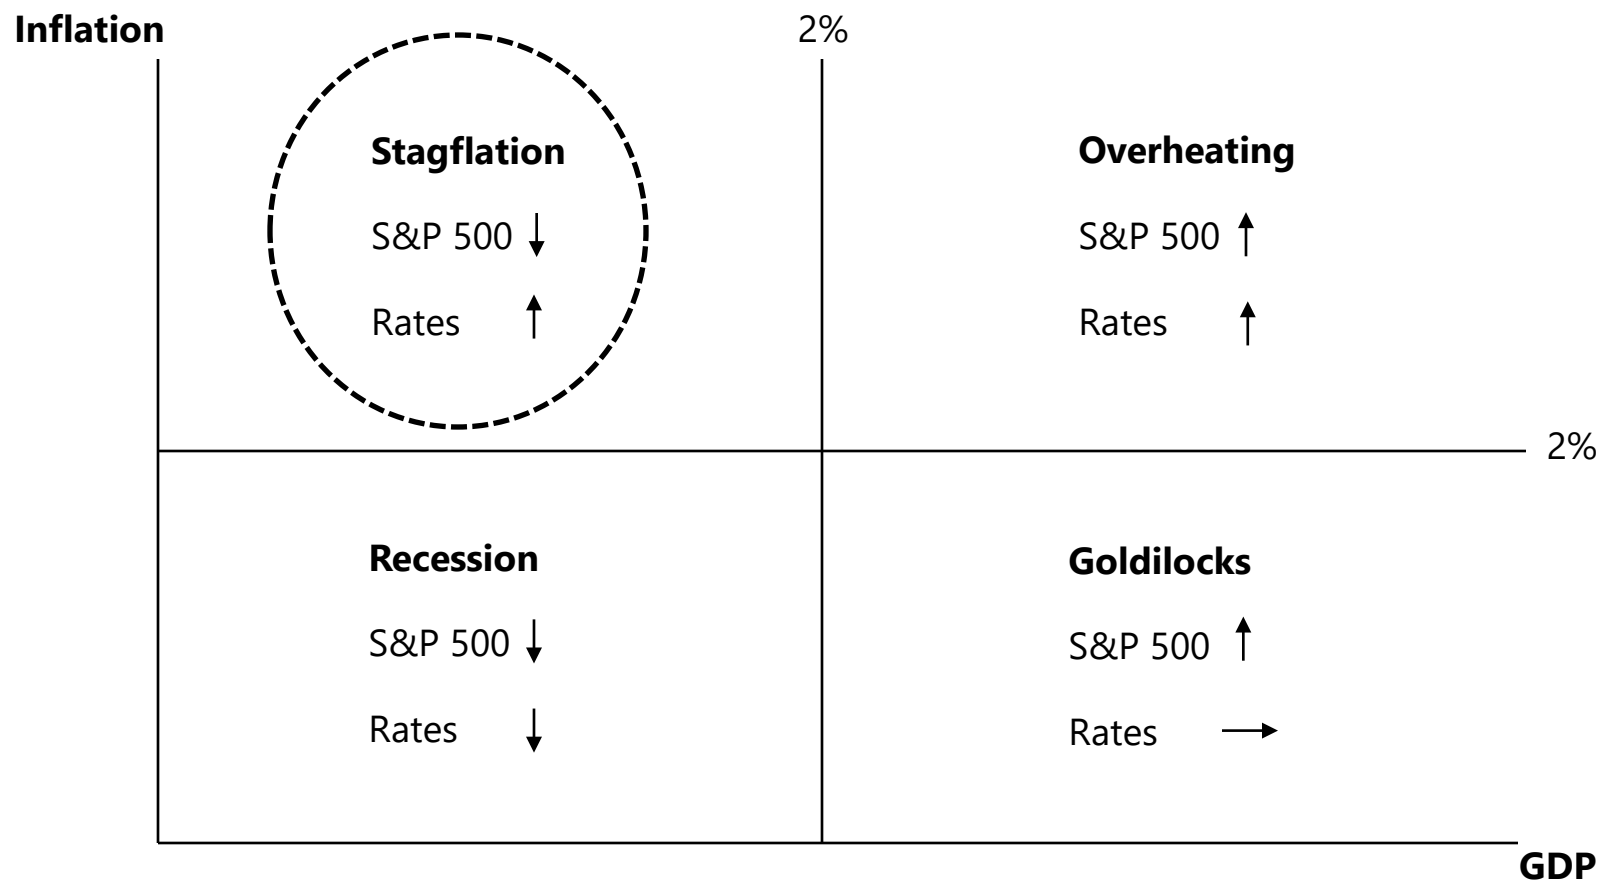 Inflation
2%
Stagflation
S&P 500
Rates
Overheating
S&P 500
Rates
2%
Recession
S&P 500
Rates
Goldilocks
S&P 500
Rates
GDP